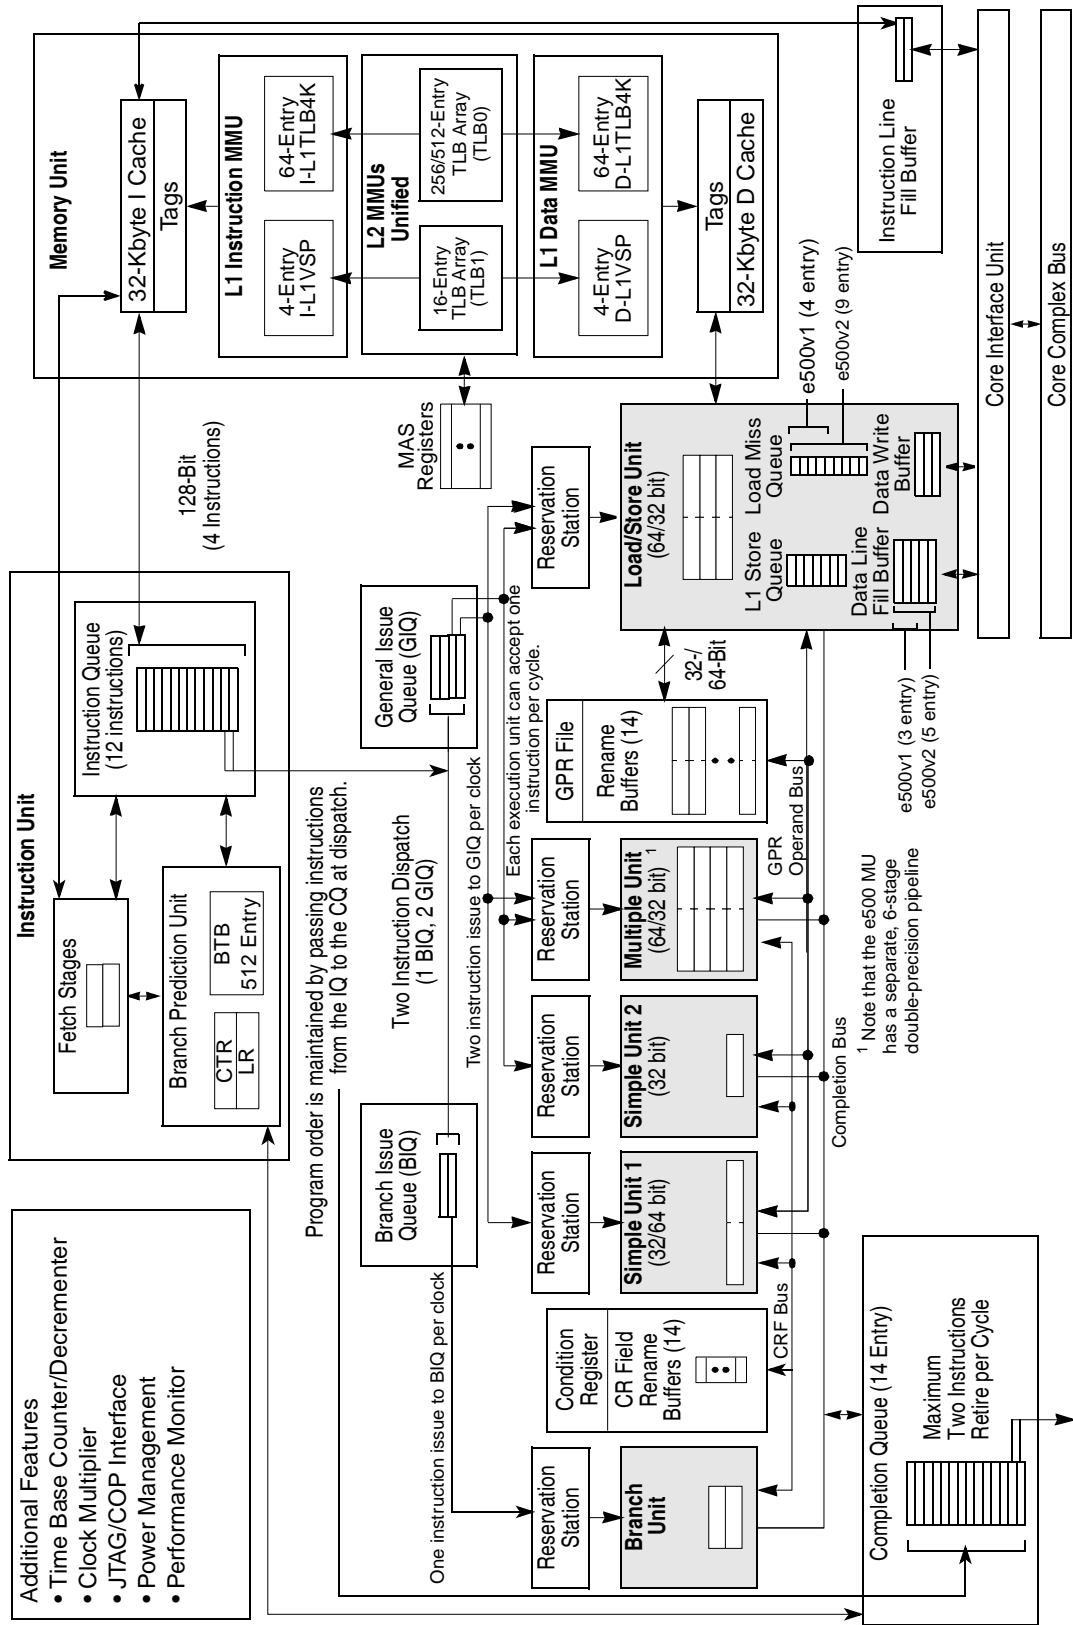 Additional Features
• Time Base Counter/Decrementer
• Clock Multiplier
• JTAG/COP Interface
• Power Management
• Performance Monitor
Instruction Unit
Fetch Stages
Branch Prediction Unit
CTR
LR
BTB
512 Entry
Instruction Queue
(12 instructions)
128-Bit
(4 Instructions)
Memory Unit
32-Kbyte I Cache
Tags
L1 Instruction MMU
4-Entry
I-L1VSP
64-Entry
I-L1TLB4K
L2 MMUs
Unified
16-Entry
TLB Array
(TLB1)
256/512-Entry
TLB Array
(TLB0)
L1 Data MMU
4-Entry
D-L1VSP
64-Entry
D-L1TLB4K
Tags
32-Kbyte D Cache
MAS
Registers
Program order is maintained by passing instructions
from the IQ to the CQ at dispatch.
Branch Issue
Queue (BIQ)
Two Instruction Dispatch
(1 BIQ, 2 GIQ)
General Issue
Queue (GIQ)
One instruction issue to BIQ per clock
Two instruction issue to GIQ per clock
Each execution unit can accept one
instruction per cycle.
Reservation
Station
Reservation
Station
Reservation
Station
Reservation
Station
Reservation
Station
Branch
Unit
Condition
Register
CR Field
Rename
Buffers (14)
CRF Bus
Simple Unit 1
(32/64 bit)
Simple Unit 2
(32 bit)
Multiple Unit
(64/32 bit) 1
GPR File
Rename
Buffers (14)
32-/
64-Bit
GPR
Operand Bus
Completion Bus
Load/Store Unit
(64/32 bit)
L1 Store
Queue
Load Miss
Queue
e500v1 (4 entry)
e500v2 (9 entry)
Data Line
Fill Buffer
Data Write
Buffer
e500v1 (3 entry)
e500v2 (5 entry)
Instruction Line
Fill Buffer
Core Interface Unit
Core Complex Bus
Completion Queue (14 Entry)
Maximum
Two Instructions
Retire per Cycle
1 Note that the e500 MU
has a separate, 6-stage
double-precision pipeline